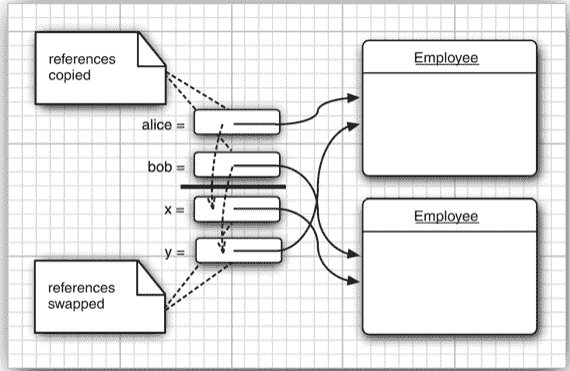 references
copied
Employee
alice =
bob =
x =
y =
Employee
references
swapped